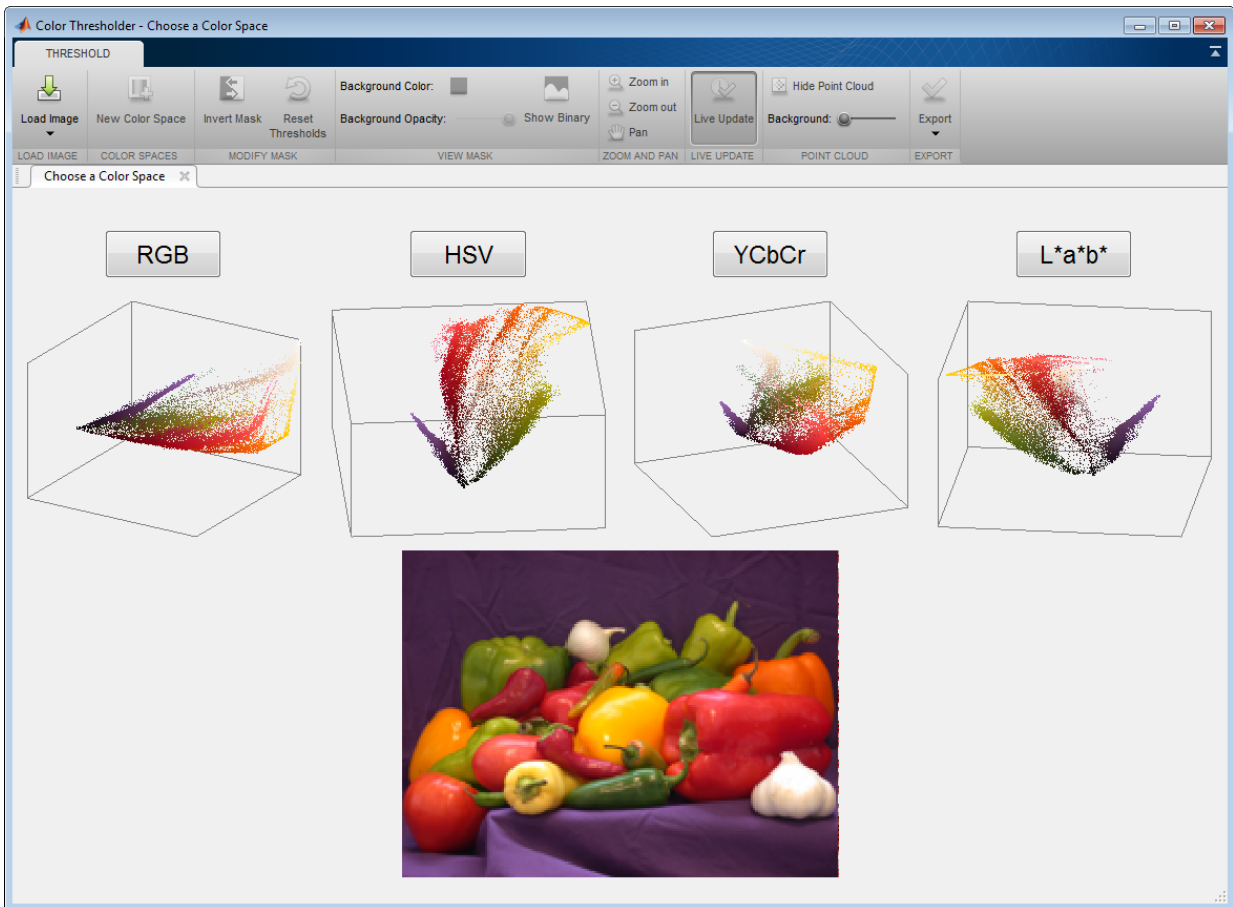 Color Thresholder - Choose a Color Space
THRESHOLD
Load Image
New Color Space
Invert Mask
Reset
Thresholds
Background Color:
Background Opacity:
Show Binary
Zoom in
Zoom out
Pan
Live Update
Hide Point Cloud
Background:
Export
LOAD IMAGE
COLOR SPACES
MODIFY MASK
VIEW MASK
ZOOM AND PAN
LIVE UPDATE
POINT CLOUD
EXPORT
Choose a Color Space
RGB
HSV
YCbCr
L*a*b*